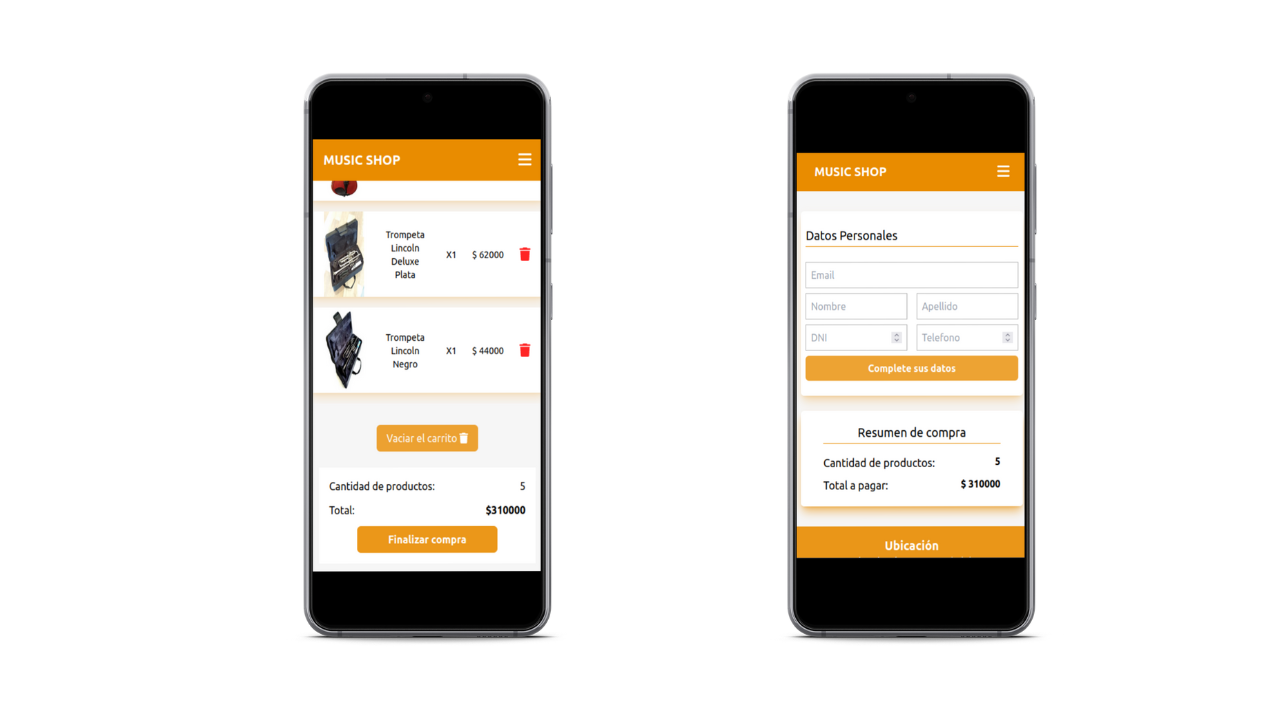 MUSIC SHOP
Trompeta
Lincoln
Deluxe
Plata
X1
$ 62000
Trompeta
Lincoln
Negro
X1
$ 44000
Vaciar el carrito
Cantidad de productos:
5
Total:
$310000
Finalizar compra
MUSIC SHOP
Datos Personales
Email
Nombre
Apellido
DNI
Telefono
Complete sus datos
Resumen de compra
Cantidad de productos:
5
Total a pagar:
$ 310000
Ubicación